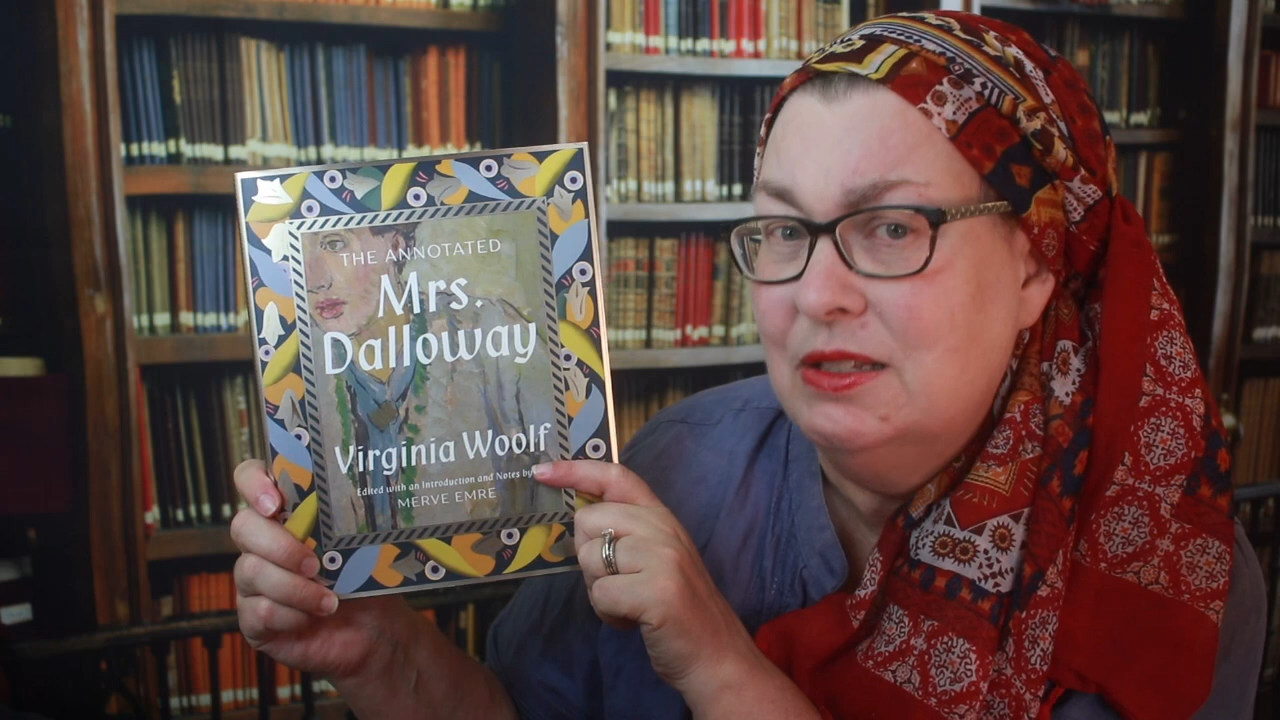 THE ANNOTATED
Mrs.
Dalloway
Virginia Woolf
Edited with an Introduction and Notes by
MERVE EMRE